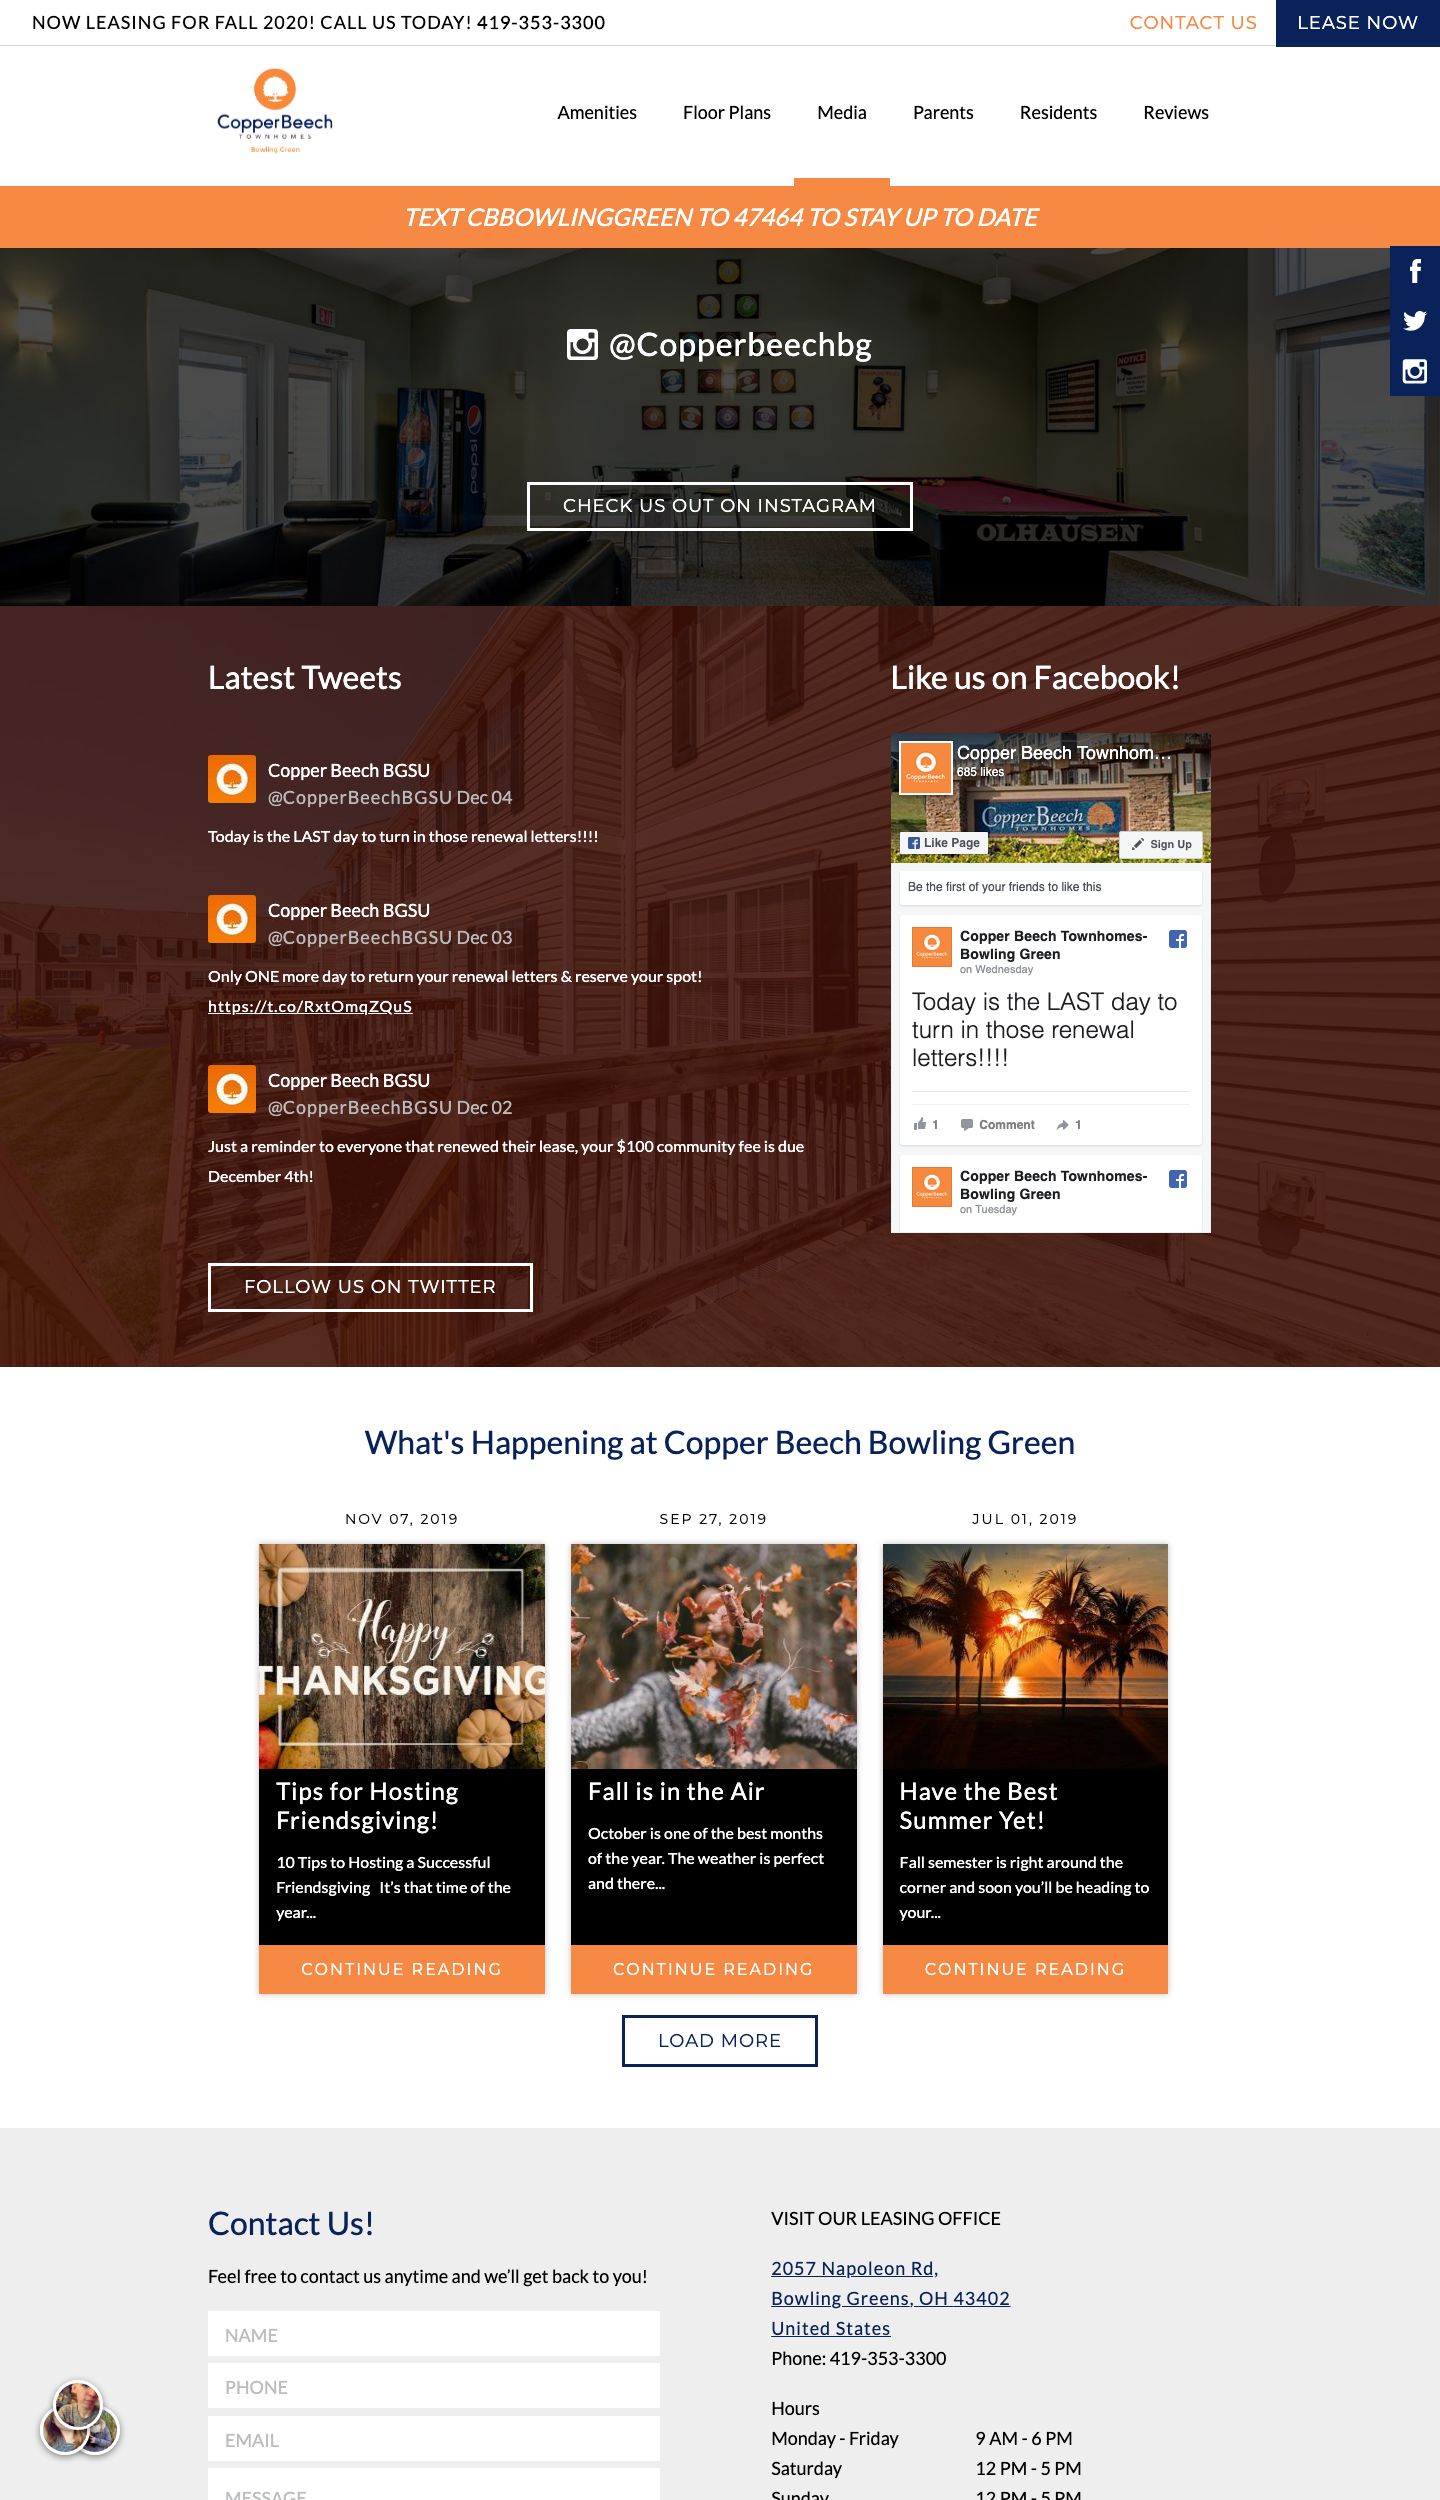 NOW LEASING FOR FALL 2020! CALL US TODAY! 419-353-3300
CONTACT US
LEASE NOW
CopperBeech
TOWNHOMES
Bowling Green
Amenities
Floor Plans
Media
Parents
Residents
Reviews
TEXT CBBOWLINGGREEN TO 47464 TO STAY UP TO DATE
@Copperbeechbg
EXIT
NOTICE
pepsi
CHECK US OUT ON INSTAGRAM
OLHAUSEN
Latest Tweets
Copper Beech BGSU
@CopperBeechBGSU Dec 04
Today is the LAST day to turn in those renewal letters!!!!
Copper Beech BGSU
@CopperBeechBGSU Dec 03
Only ONE more day to return your renewal letters & reserve your spot!
https://t.co/RxtOmqZQuS
Copper Beech BGSU
@CopperBeechBGSU Dec 02
Just a reminder to everyone that renewed their lease, your $100 community fee is due
December 4th!
FOLLOW US ON TWITTER
Like us on Facebook!
CopperBeech
Copper Beech Townhom...
685 likes
CopperBeech
TOWNHOMES
Like Page
Sign Up
Be the first of your friends to like this
Copper Beech Townhomes-
Bowling Green
on Wednesday
Today is the LAST day to
turn in those renewal
letters!!!!
1
Comment
1
Copper Beech Townhomes-
Bowling Green
on Tuesday
What's Happening at Copper Beech Bowling Green
NOV 07, 2019
Happy
THANKSGIVING
Tips for Hosting
Friendsgiving!
10 Tips to Hosting a Successful
Friendsgiving It’s that time of the
year...
CONTINUE READING
SEP 27, 2019
Fall is in the Air
October is one of the best months
of the year. The weather is perfect
and there...
CONTINUE READING
JUL 01, 2019
Have the Best
Summer Yet!
Fall semester is right around the
corner and soon you’ll be heading to
your...
CONTINUE READING
LOAD MORE
Contact Us!
Feel free to contact us anytime and we’ll get back to you!
NAME
PHONE
EMAIL
MESSAGE
VISIT OUR LEASING OFFICE
2057 Napoleon Rd,
Bowling Greens, OH 43402
United States
Phone: 419-353-3300
Hours
Monday - Friday 9 AM - 6 PM
Saturday 12 PM - 5 PM
Sunday 12 PM - 5 PM